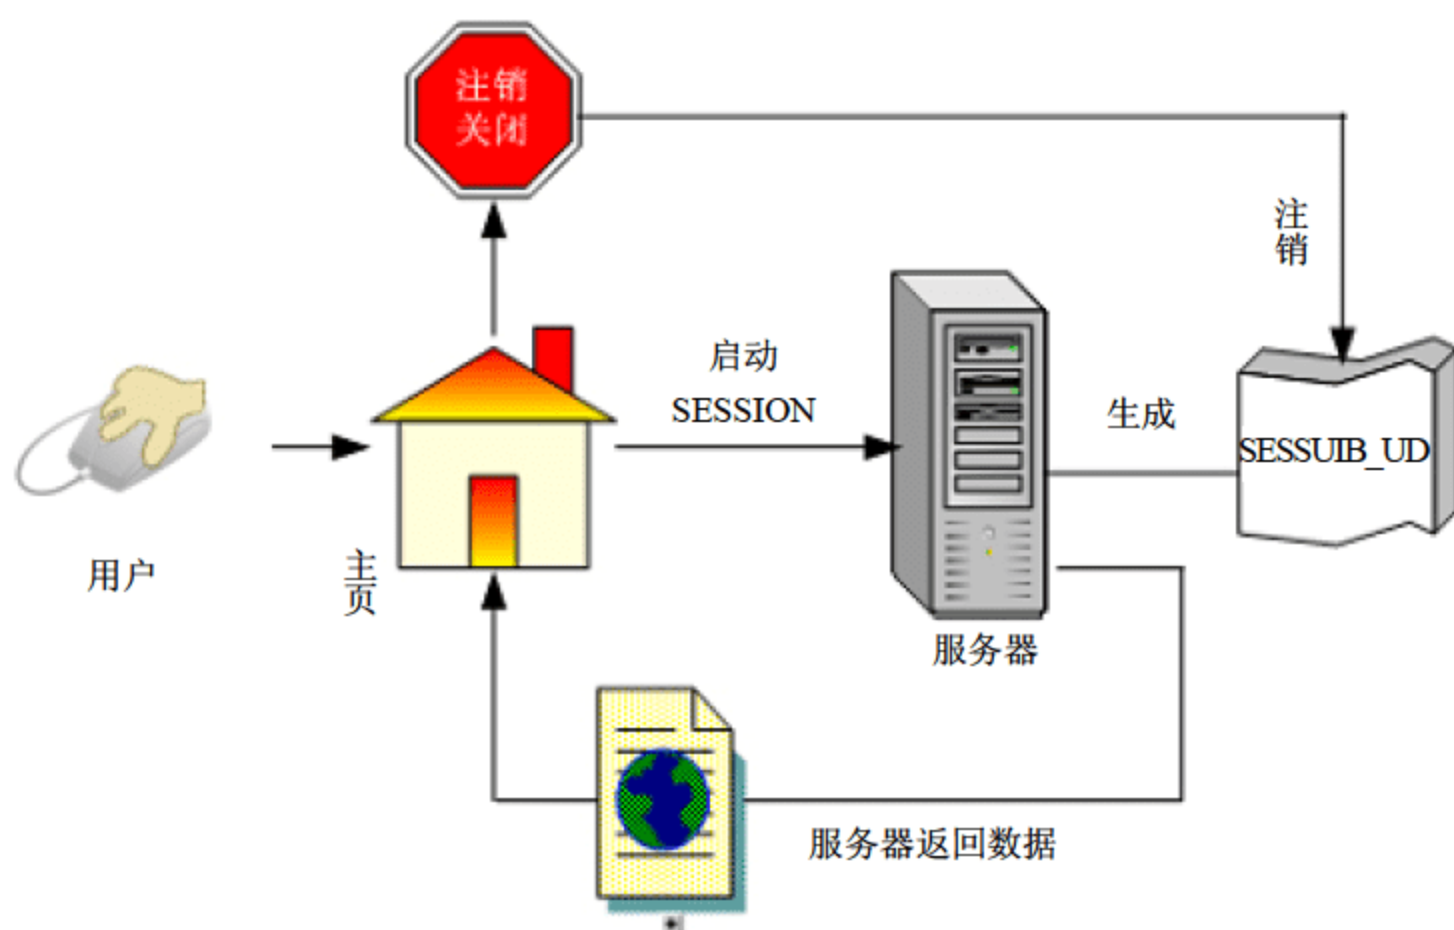 注销
关闭
注
销
启动
SESSION
生成
SESSUIB_UD
用户
主
页
服务器
服务器返回数据